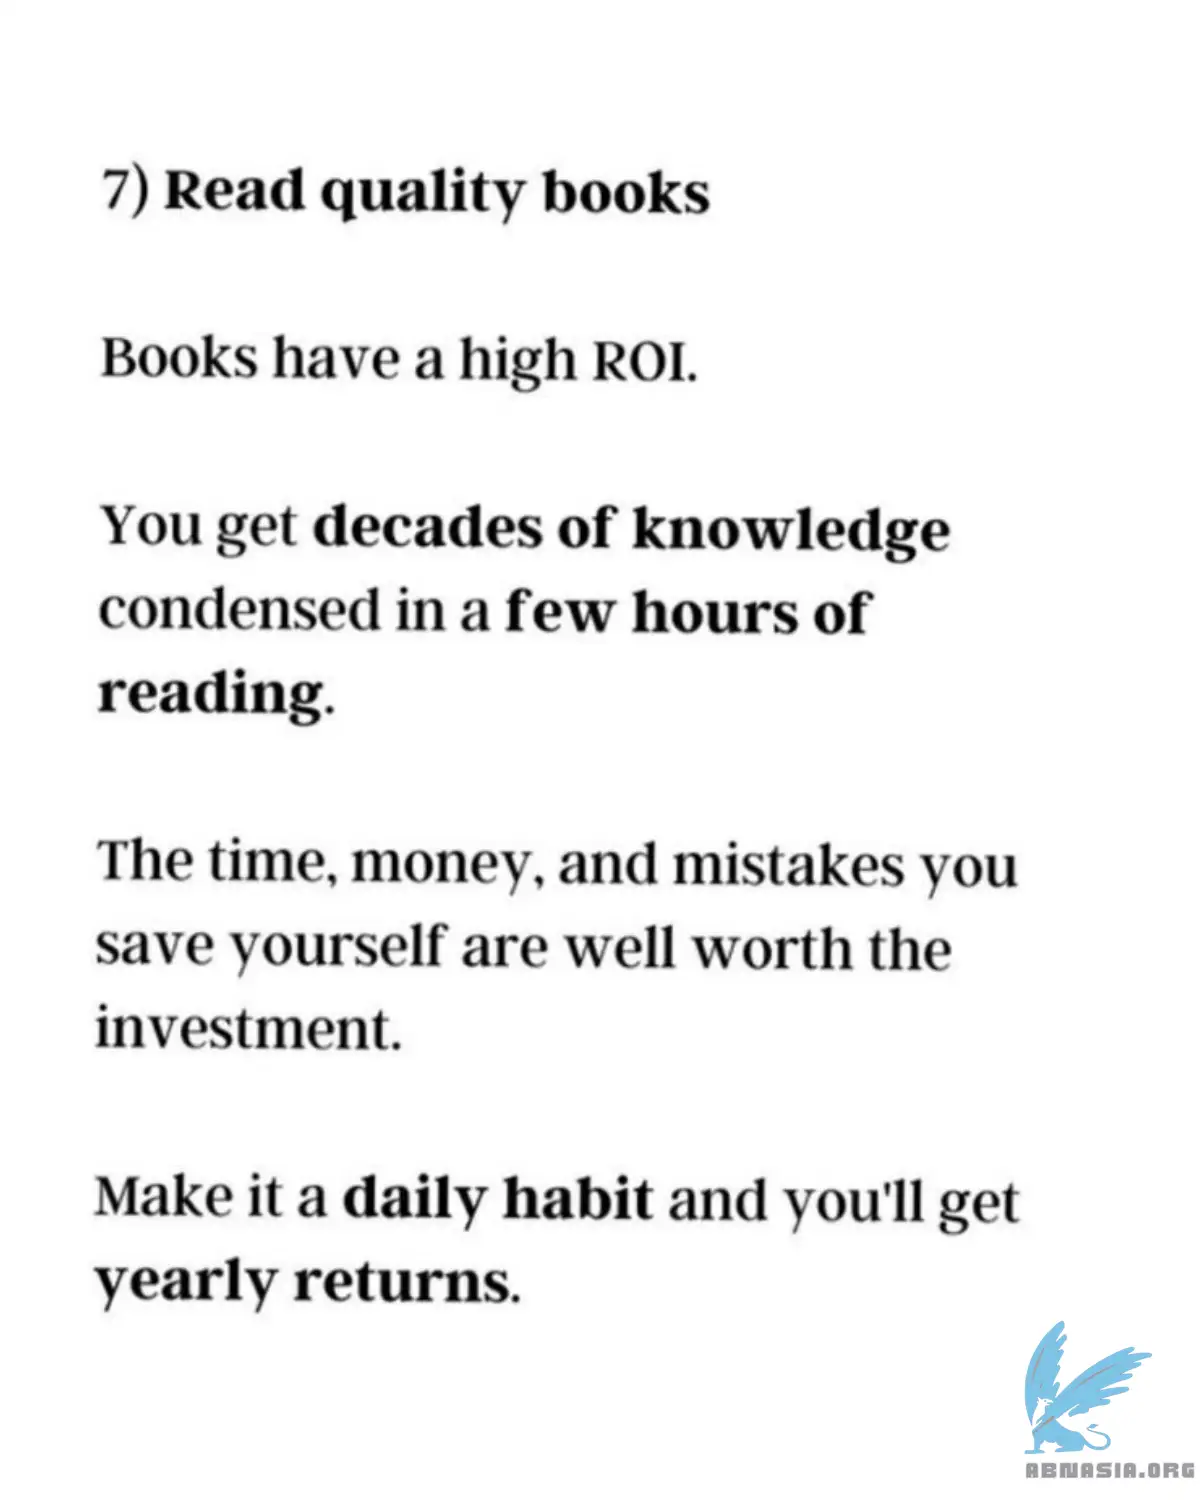 7) Read quality books
Books have a high ROI.
You get decades of knowledge
condensed in a few hours of
reading.
The time, money, and mistakes you
save yourself are well worth the
investment.
Make it a daily habit and you'll get
yearly returns.
ABNASIA.ORG